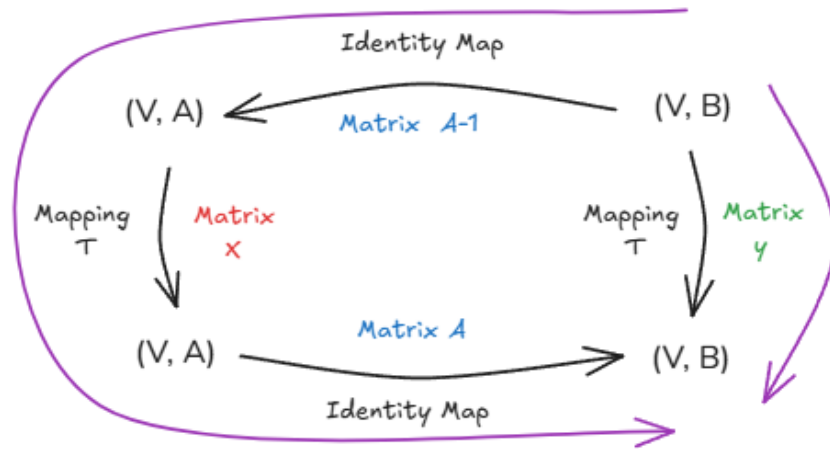 Identity Map
(V, A)
(V, B)
Matrix A-1
Mapping
T
Matrix
X
Mapping
T
Matrix
y
Matrix A
(V, A)
(V, B)
Identity Map